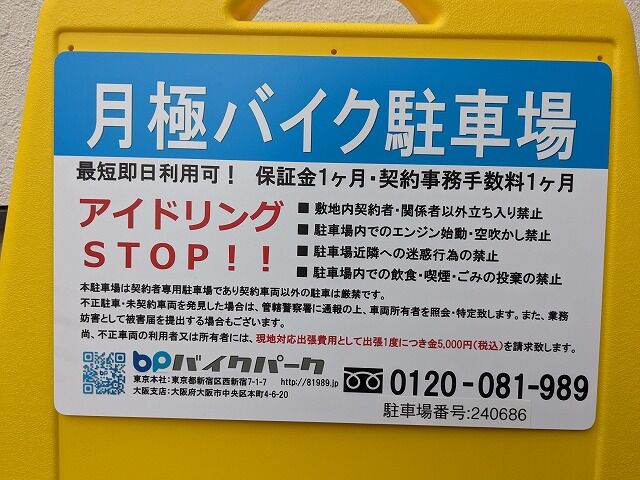 月極バイク駐車場
最短即日利用可！ 保証金1ヶ月・契約事務手数料1ヶ月
アイドリング
STOP！！
■ 敷地内契約者・関係者以外立ち入り禁止
■ 駐車場内でのエンジン始動・空吹かし禁止
■ 駐車場近隣への迷惑行為の禁止
■ 駐車場内での飲食・喫煙・ごみの投棄の禁止
本駐車場は契約者専用駐車場であり契約車両以外の駐車は厳禁です。
不正駐車・未契約車両を発見した場合は、管轄警察署に通報の上、車両所有者を照会・特定致します。また、業務
妨害として被害届を提出する場合もございます。
尚、不正車両の利用者又は所有者には、現地対応出張費用として出張1度につき金5,000円(税込)を請求致します。
bpバイクパーク
東京本社：東京都新宿区西新宿7-1-7 http://81989.jp
大阪支店：大阪府大阪市中央区本町4-6-20
0120-081-989
駐車場番号:240686